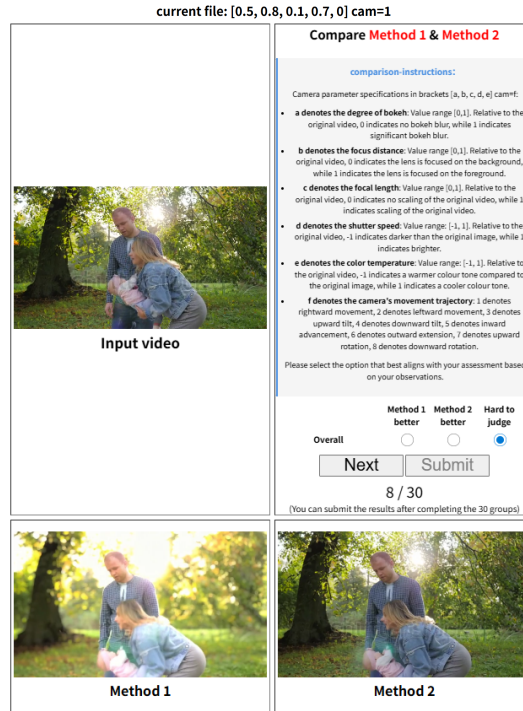 current file: [0.5, 0.8, 0.1, 0.7, 0] cam=1
Input video
Compare Method 1 & Method 2
comparison-instructions:
Camera parameter specifications in brackets [a, b, c, d, e] cam=f:
• a denotes the degree of bokeh: Value range [0,1]. Relative to the
original video, 0 indicates no bokeh blur, while 1 indicates
significant bokeh blur.
• b denotes the focus distance: Value range [0,1]. Relative to the
original video, 0 indicates the lens is focused on the background,
while 1 indicates the lens is focused on the foreground.
• c denotes the focal length: Value range [0,1]. Relative to the
original video, 0 indicates no scaling of the original video, while 1
indicates scaling of the original video.
• d denotes the shutter speed: Value range: [-1, 1]. Relative to the
original video, -1 indicates darker than the original image, while 1
indicates brighter.
• e denotes the color temperature: Value range: [-1, 1]. Relative to
the original video, -1 indicates a warmer colour tone compared to
the original image, while 1 indicates a cooler colour tone.
• f denotes the camera's movement trajectory: 1 denotes
rightward movement, 2 denotes leftward movement, 3 denotes
upward tilt, 4 denotes downward tilt, 5 denotes inward
advancement, 6 denotes outward extension, 7 denotes upward
rotation, 8 denotes downward rotation.
Please select the option that best aligns with your assessment based
on your observations.
Method 1 better Method 2 better Hard to judge
Overall
Next Submit
8 / 30
(You can submit the results after completing the 30 groups)
Method 1
Method 2